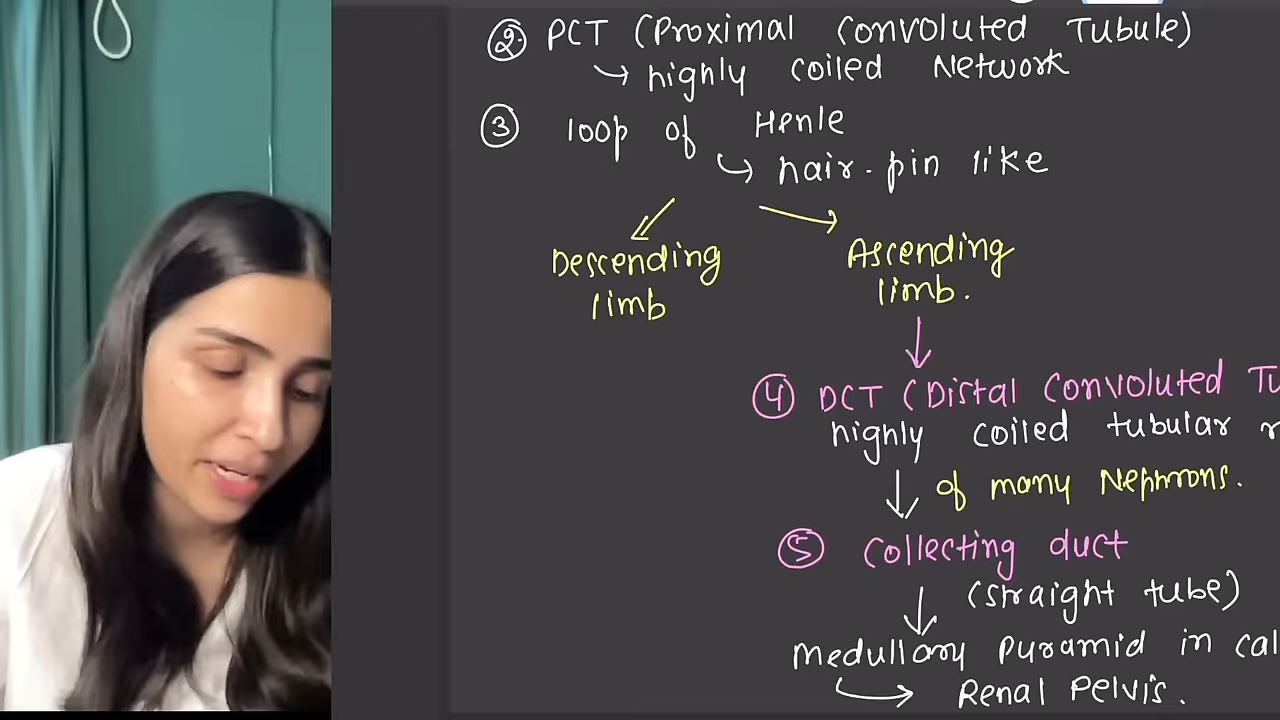 ② PCT (Proximal Convoluted Tubule)
↳ highly coiled Network
③ loop of Henle
↳ hair-pin like
Descending limb
Ascending limb.
④ DCT (Distal Convoluted
highly coiled tubular
↓ of many Nephrons.
⑤ Collecting duct
(straight tube)
Medullary Pyramid in
→ Renal Pelvis.